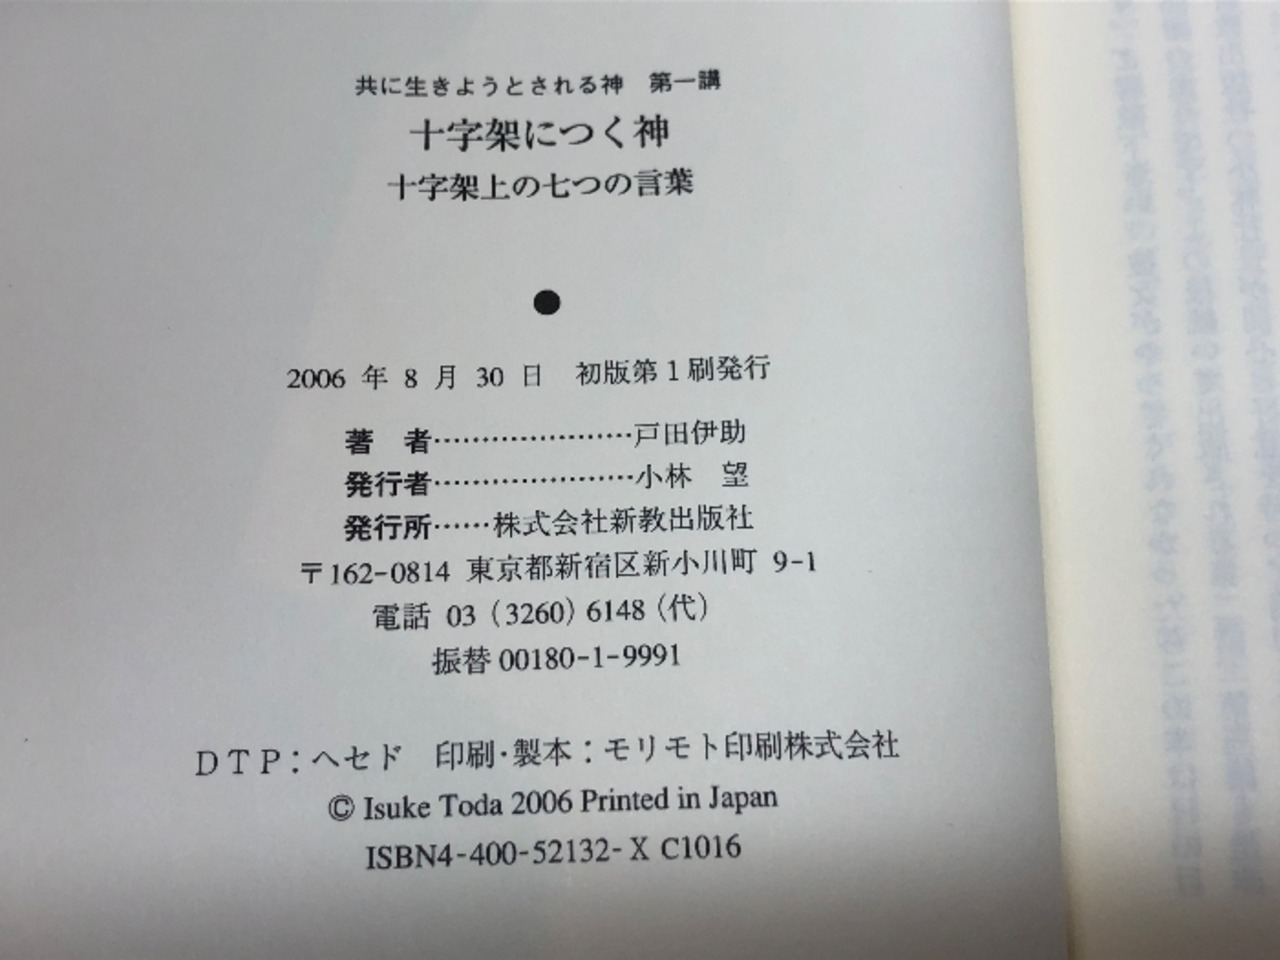 共に生きようとされる神　第一講
十字架につく神
十字架上の七つの言葉
●
2006 年 8 月 30 日　初版第1刷発行
著　者……………………戸田伊助
発行者……………………小林　望
発行所……株式会社新教出版社
〒162-0814 東京都新宿区新小川町 9-1
電話 03 (3260) 6148 (代)
振替 00180-1-9991
DTP：ヘセド　印刷・製本：モリモト印刷株式会社
© Isuke Toda 2006 Printed in Japan
ISBN4-400-52132-X C1016